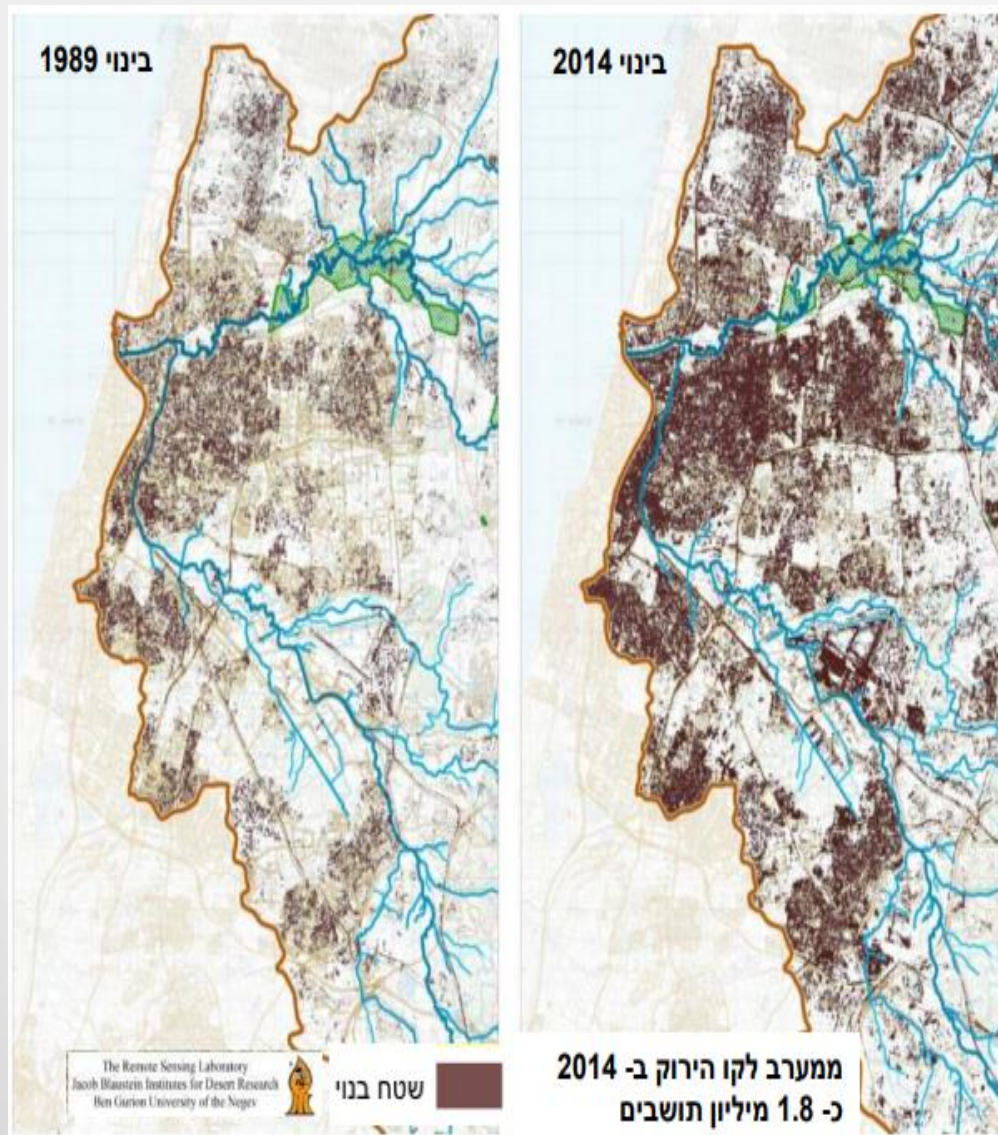 בינוי 1989
בינוי 2014
The Remote Sensing Laboratory
Jacob Blaustein Institutes for Desert Research
Ben Gurion University of the Negev
שטח בנוי
ממערב לקו הירוק ב- 2014
כ- 1.8 מיליון תושבים